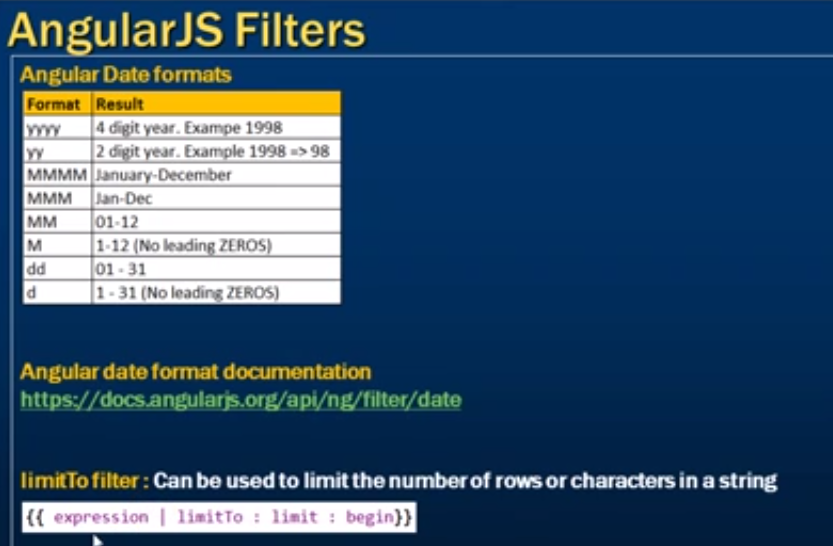 AngularJS Filters
Angular Date formats
Format Result
yyyy 4 digit year. Exampe 1998
yy 2 digit year. Example 1998 => 98
MMMM January-December
MMM Jan-Dec
MM 01-12
M 1-12 (No leading ZEROS)
dd 01 - 31
d 1 - 31 (No leading ZEROS)
Angular date format documentation
https://docs.angularjs.org/api/ng/filter/date
limitTo filter : Can be used to limit the number of rows or characters in a string
{{ expression | limitTo : limit : begin}}